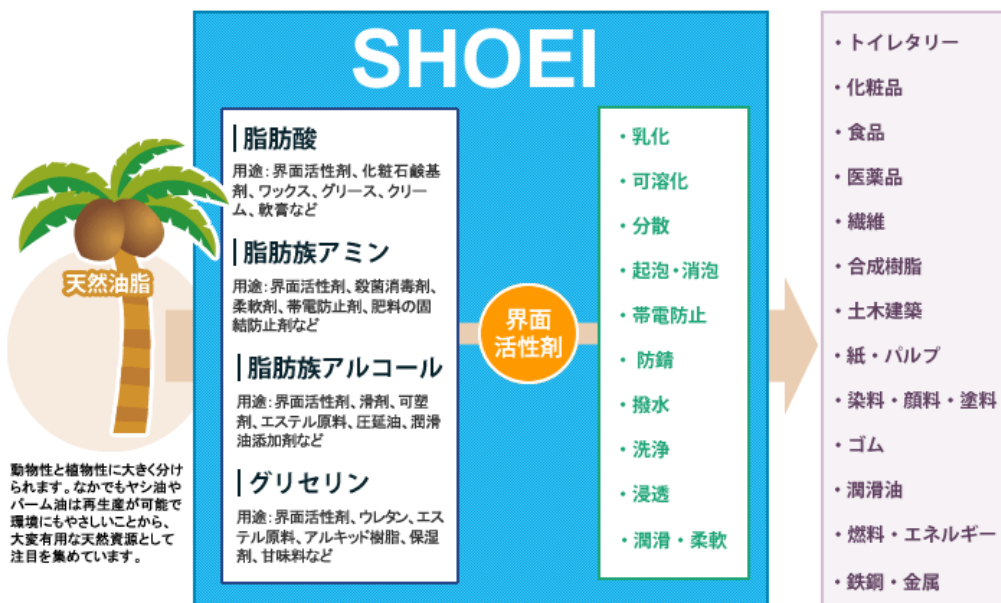 SHOEI
天然油脂
動物性と植物性に大きく分け
られます。なかでもヤシ油や
パーム油は再生産が可能で
環境にもやさしいことから、
大変有用な天然資源として
注目を集めています。
脂肪酸
用途：界面活性剤、化粧石鹸基
剤、ワックス、グリース、クリー
ム、軟膏など
脂肪族アミン
用途：界面活性剤、殺菌消毒剤、
柔軟剤、帯電防止剤、肥料の固
結防止剤など
脂肪族アルコール
用途：界面活性剤、滑剤、可塑
剤、エステル原料、圧延油、潤滑
油添加剤など
グリセリン
用途：界面活性剤、ウレタン、エス
テル原料、アルキッド樹脂、保湿
剤、甘味料など
界面
活性剤
・乳化
・可溶化
・分散
・起泡・消泡
・帯電防止
・防錆
・撥水
・洗浄
・浸透
・潤滑・柔軟
・トイレタリー
・化粧品
・食品
・医薬品
・繊維
・合成樹脂
・土木建築
・紙・パルプ
・染料・顔料・塗料
・ゴム
・潤滑油
・燃料・エネルギー
・鉄鋼・金属